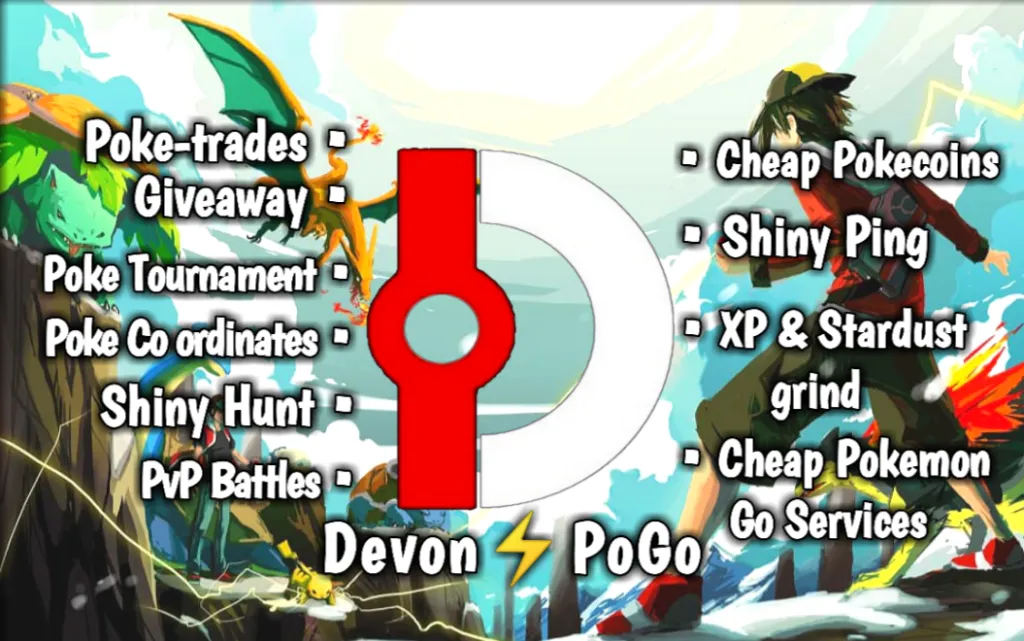 Poke-trades ▪
Giveaway ▪
Poke Tournament ▪
Poke Co ordinates ▪
Shiny Hunt ▪
PvP Battles ▪
▪ Cheap Pokecoins
▪ Shiny Ping
▪ XP & Stardust
grind
▪ Cheap Pokemon
Go Services
Devon⚡PoGo